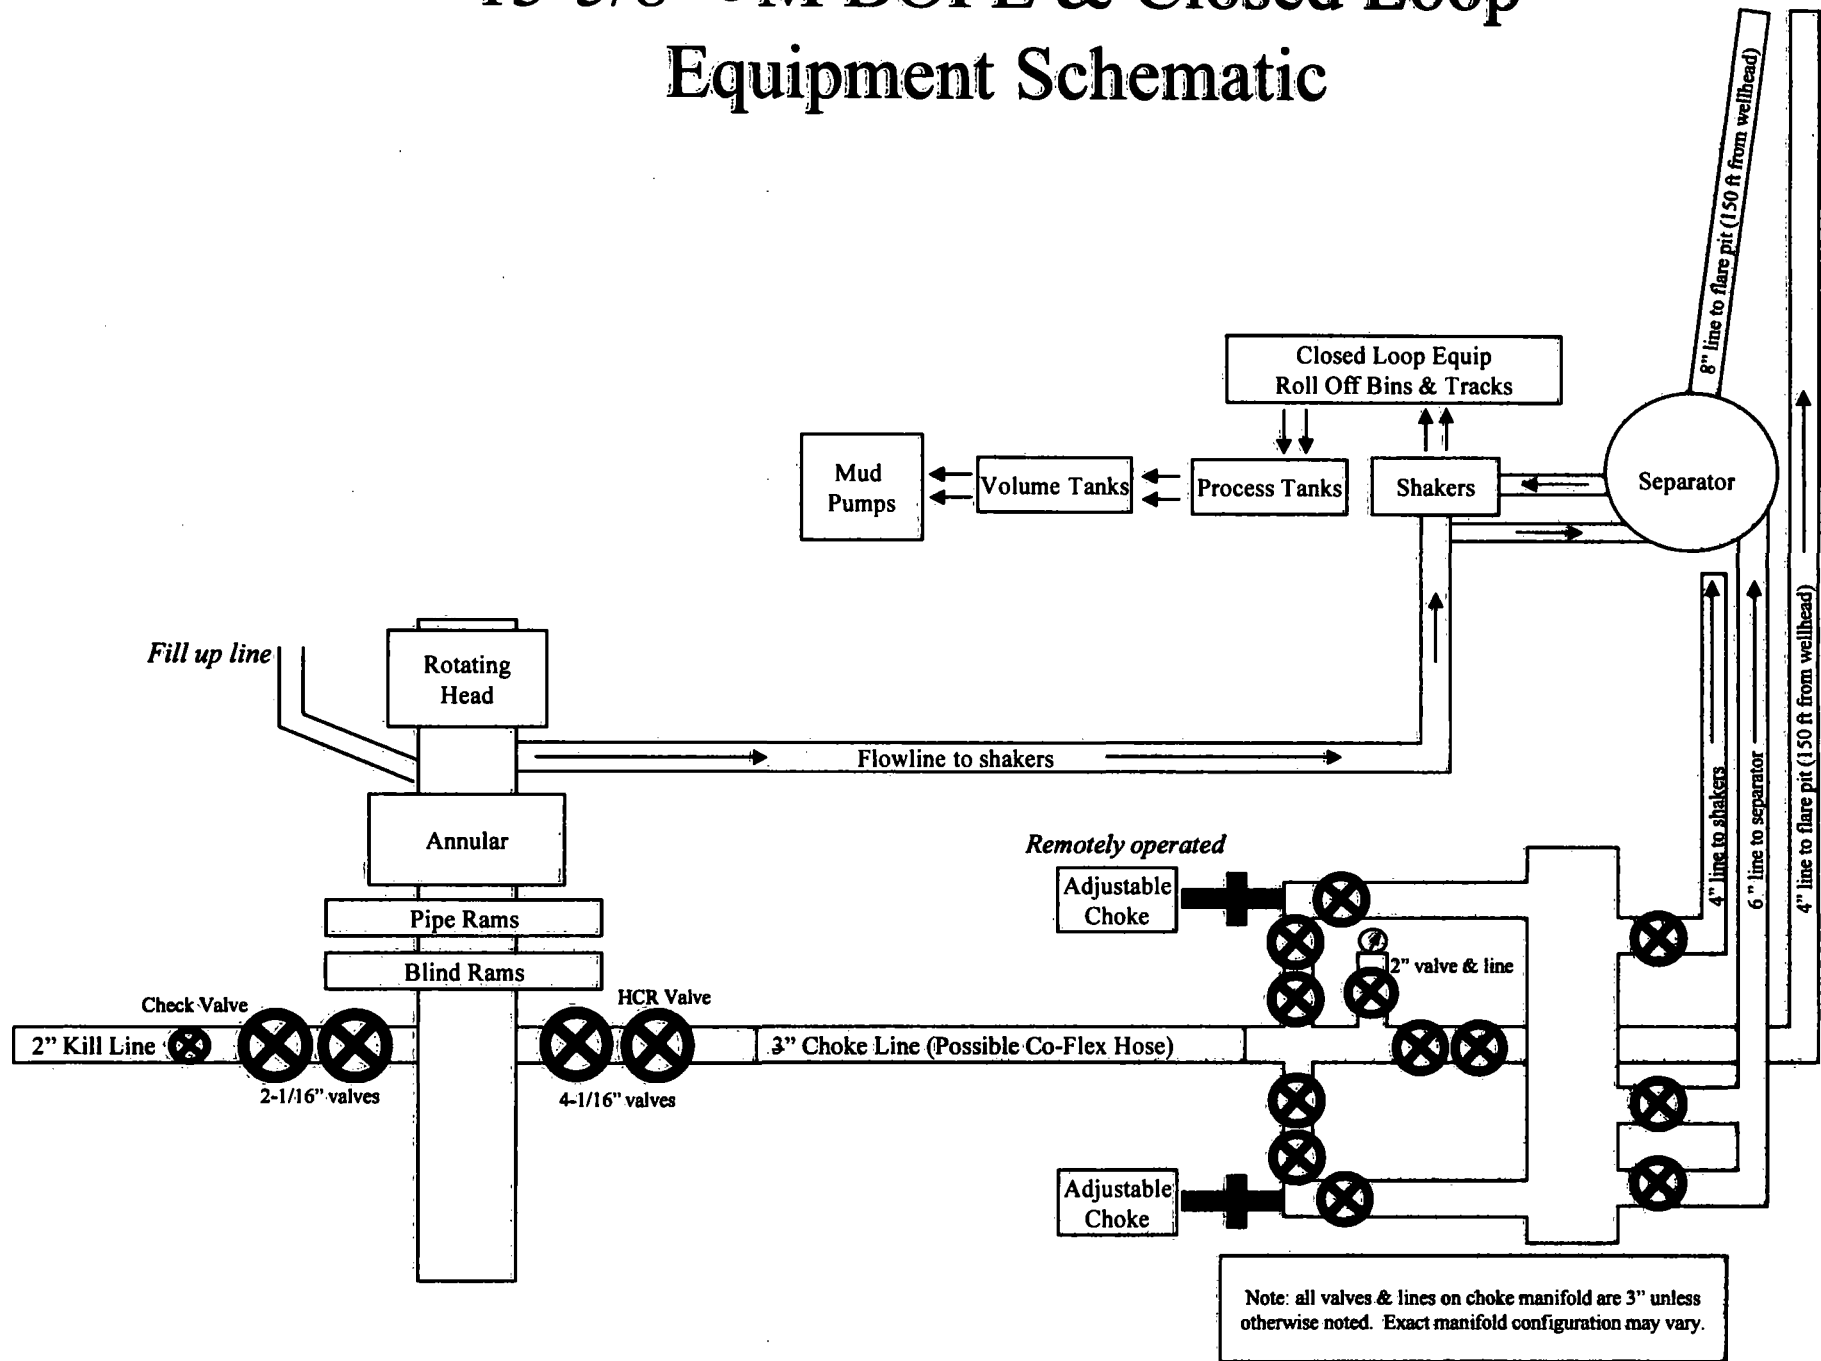 BOPE & Closed Loop
Equipment Schematic
8" line to flare pit (150 ft from wellhead)
Closed Loop Equip
Roll Off Bins & Tracks
Mud
Pumps
Volume Tanks
Process Tanks
Shakers
Separator
Fill up line
Rotating
Head
Flowline to shakers
4" line to shakers
6" line to separator
4" line to flare pit (150 ft from wellhead)
Annular
Remotely operated
Adjustable
Choke
Pipe Rams
Blind Rams
2" valve & line
Check Valve
HCR Valve
2" Kill Line
3" Choke Line (Possible Co-Flex Hose)
2-1/16" valves
4-1/16" valves
Adjustable
Choke
Note: all valves & lines on choke manifold are 3" unless
otherwise noted. Exact manifold configuration may vary.